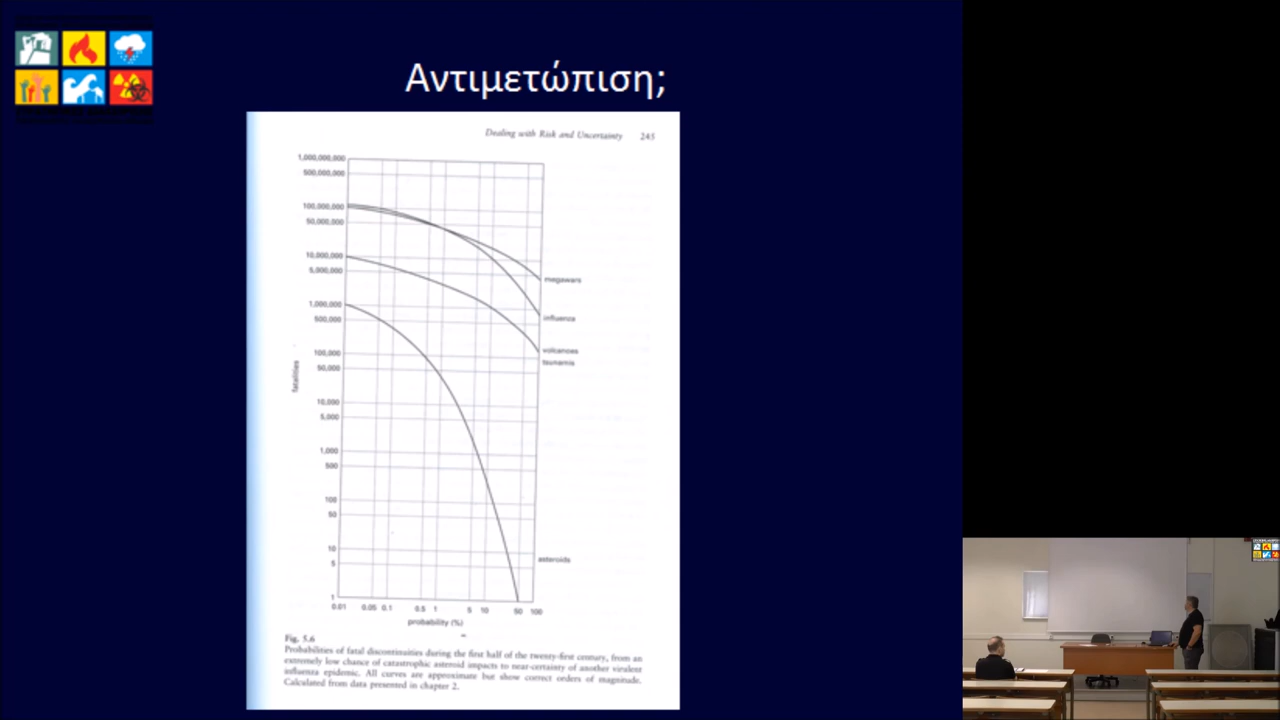 Αντιμετώπιση;
Dealing with Risk and Uncertainty 245
1,000,000,000
500,000,000
100,000,000
50,000,000
10,000,000
5,000,000
1,000,000
500,000
100,000
50,000
10,000
5,000
1,000
500
100
50
10
5
1
fatalities
megawars
influenza
volcanoes
tsunamis
asteroids
0.01 0.05 0.1 0.5 1 5 10 50 100
probability (%)
Fig. 5.6
Probabilities of fatal discontinuities during the first half of the twenty-first century, from an
extremely low chance of catastrophic asteroid impacts to near-certainty of another virulent
influenza epidemic. All curves are approximate but show correct orders of magnitude.
Calculated from data presented in chapter 2.